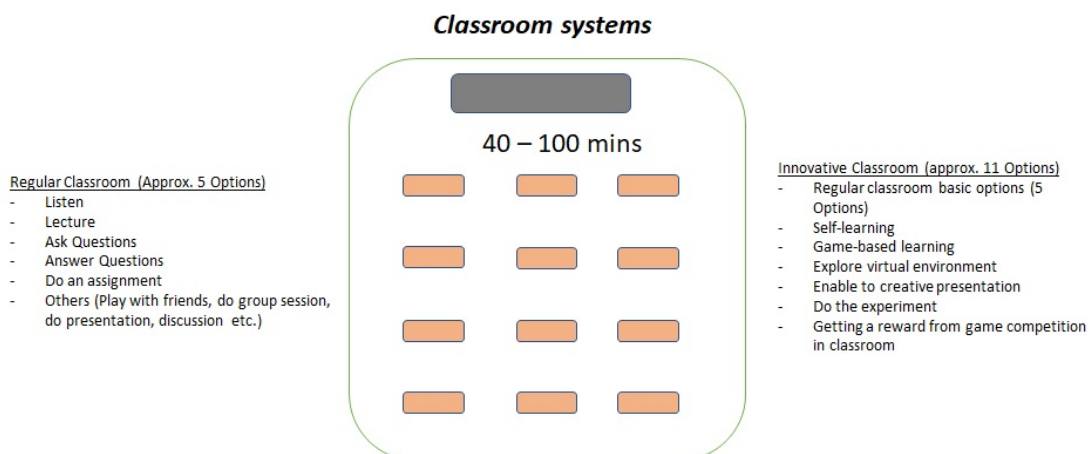 Classroom systems
40 – 100 mins
Regular Classroom (Approx. 5 Options)
- Listen
- Lecture
- Ask Questions
- Answer Questions
- Do an assignment
- Others (Play with friends, do group session,
do presentation, discussion etc.)
Innovative Classroom (approx. 11 Options)
- Regular classroom basic options (5
Options)
- Self-learning
- Game-based learning
- Explore virtual environment
- Enable to creative presentation
- Do the experiment
- Getting a reward from game competition
in classroom